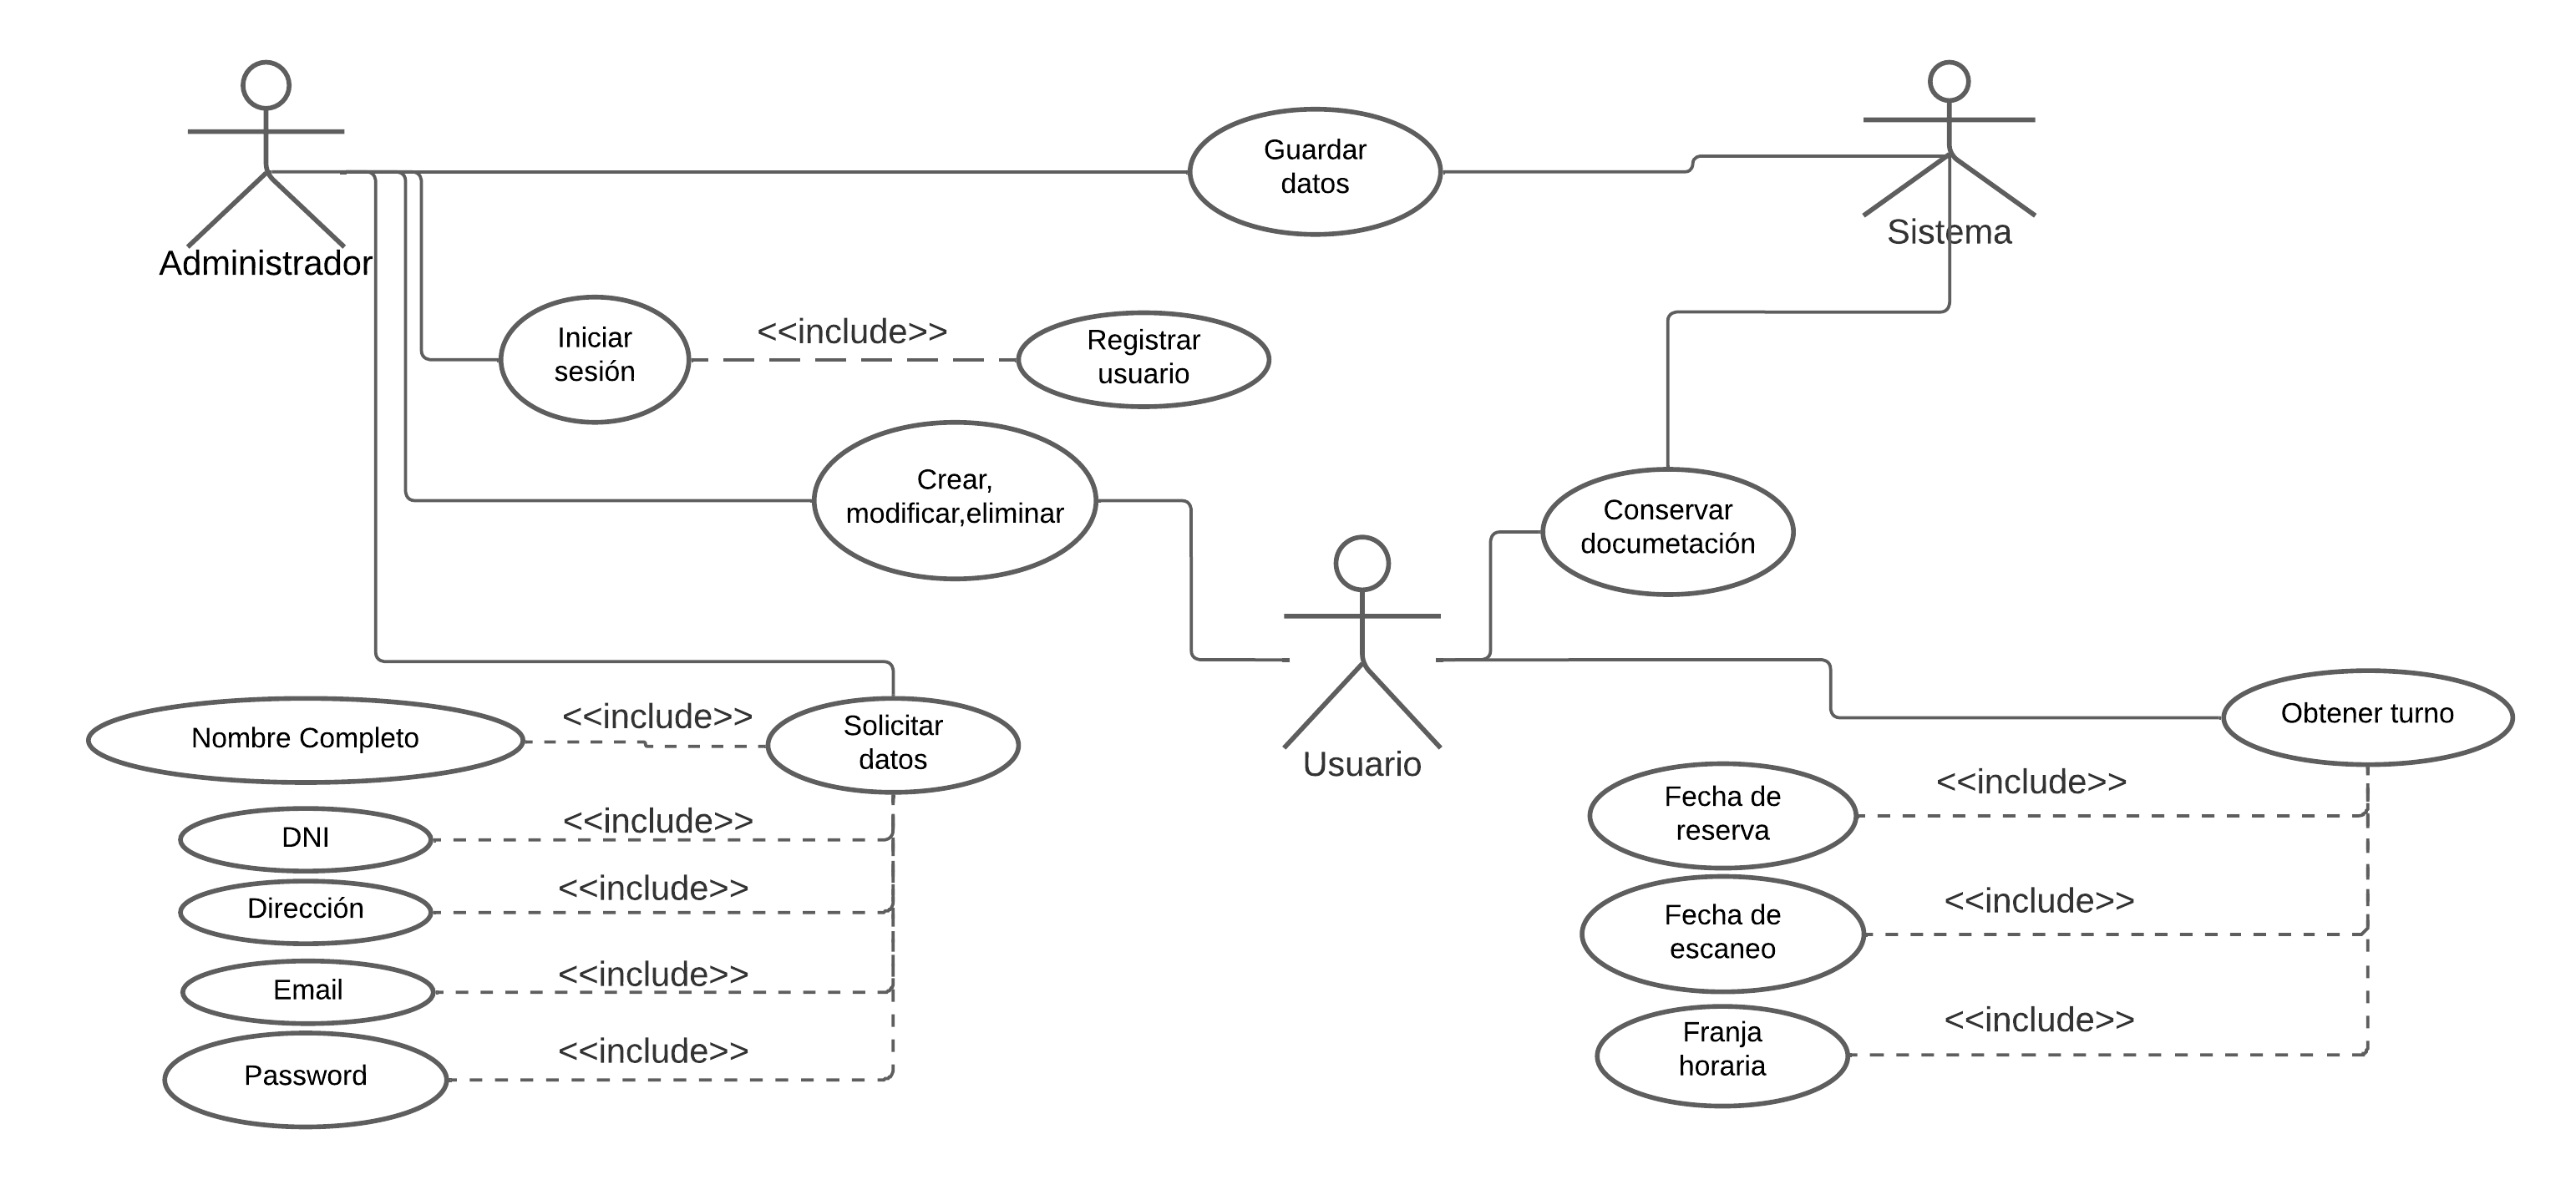 Guardar
datos
Sistema
Administrador
Iniciar
sesión
<<include>>
Registrar
usuario
Crear,
modificar,eliminar
Conservar
documetación
Usuario
Obtener turno
Nombre Completo
<<include>>
Solicitar
datos
DNI
<<include>>
Dirección
<<include>>
Email
<<include>>
Password
<<include>>
Fecha de
reserva
<<include>>
Fecha de
escaneo
<<include>>
Franja
horaria
<<include>>